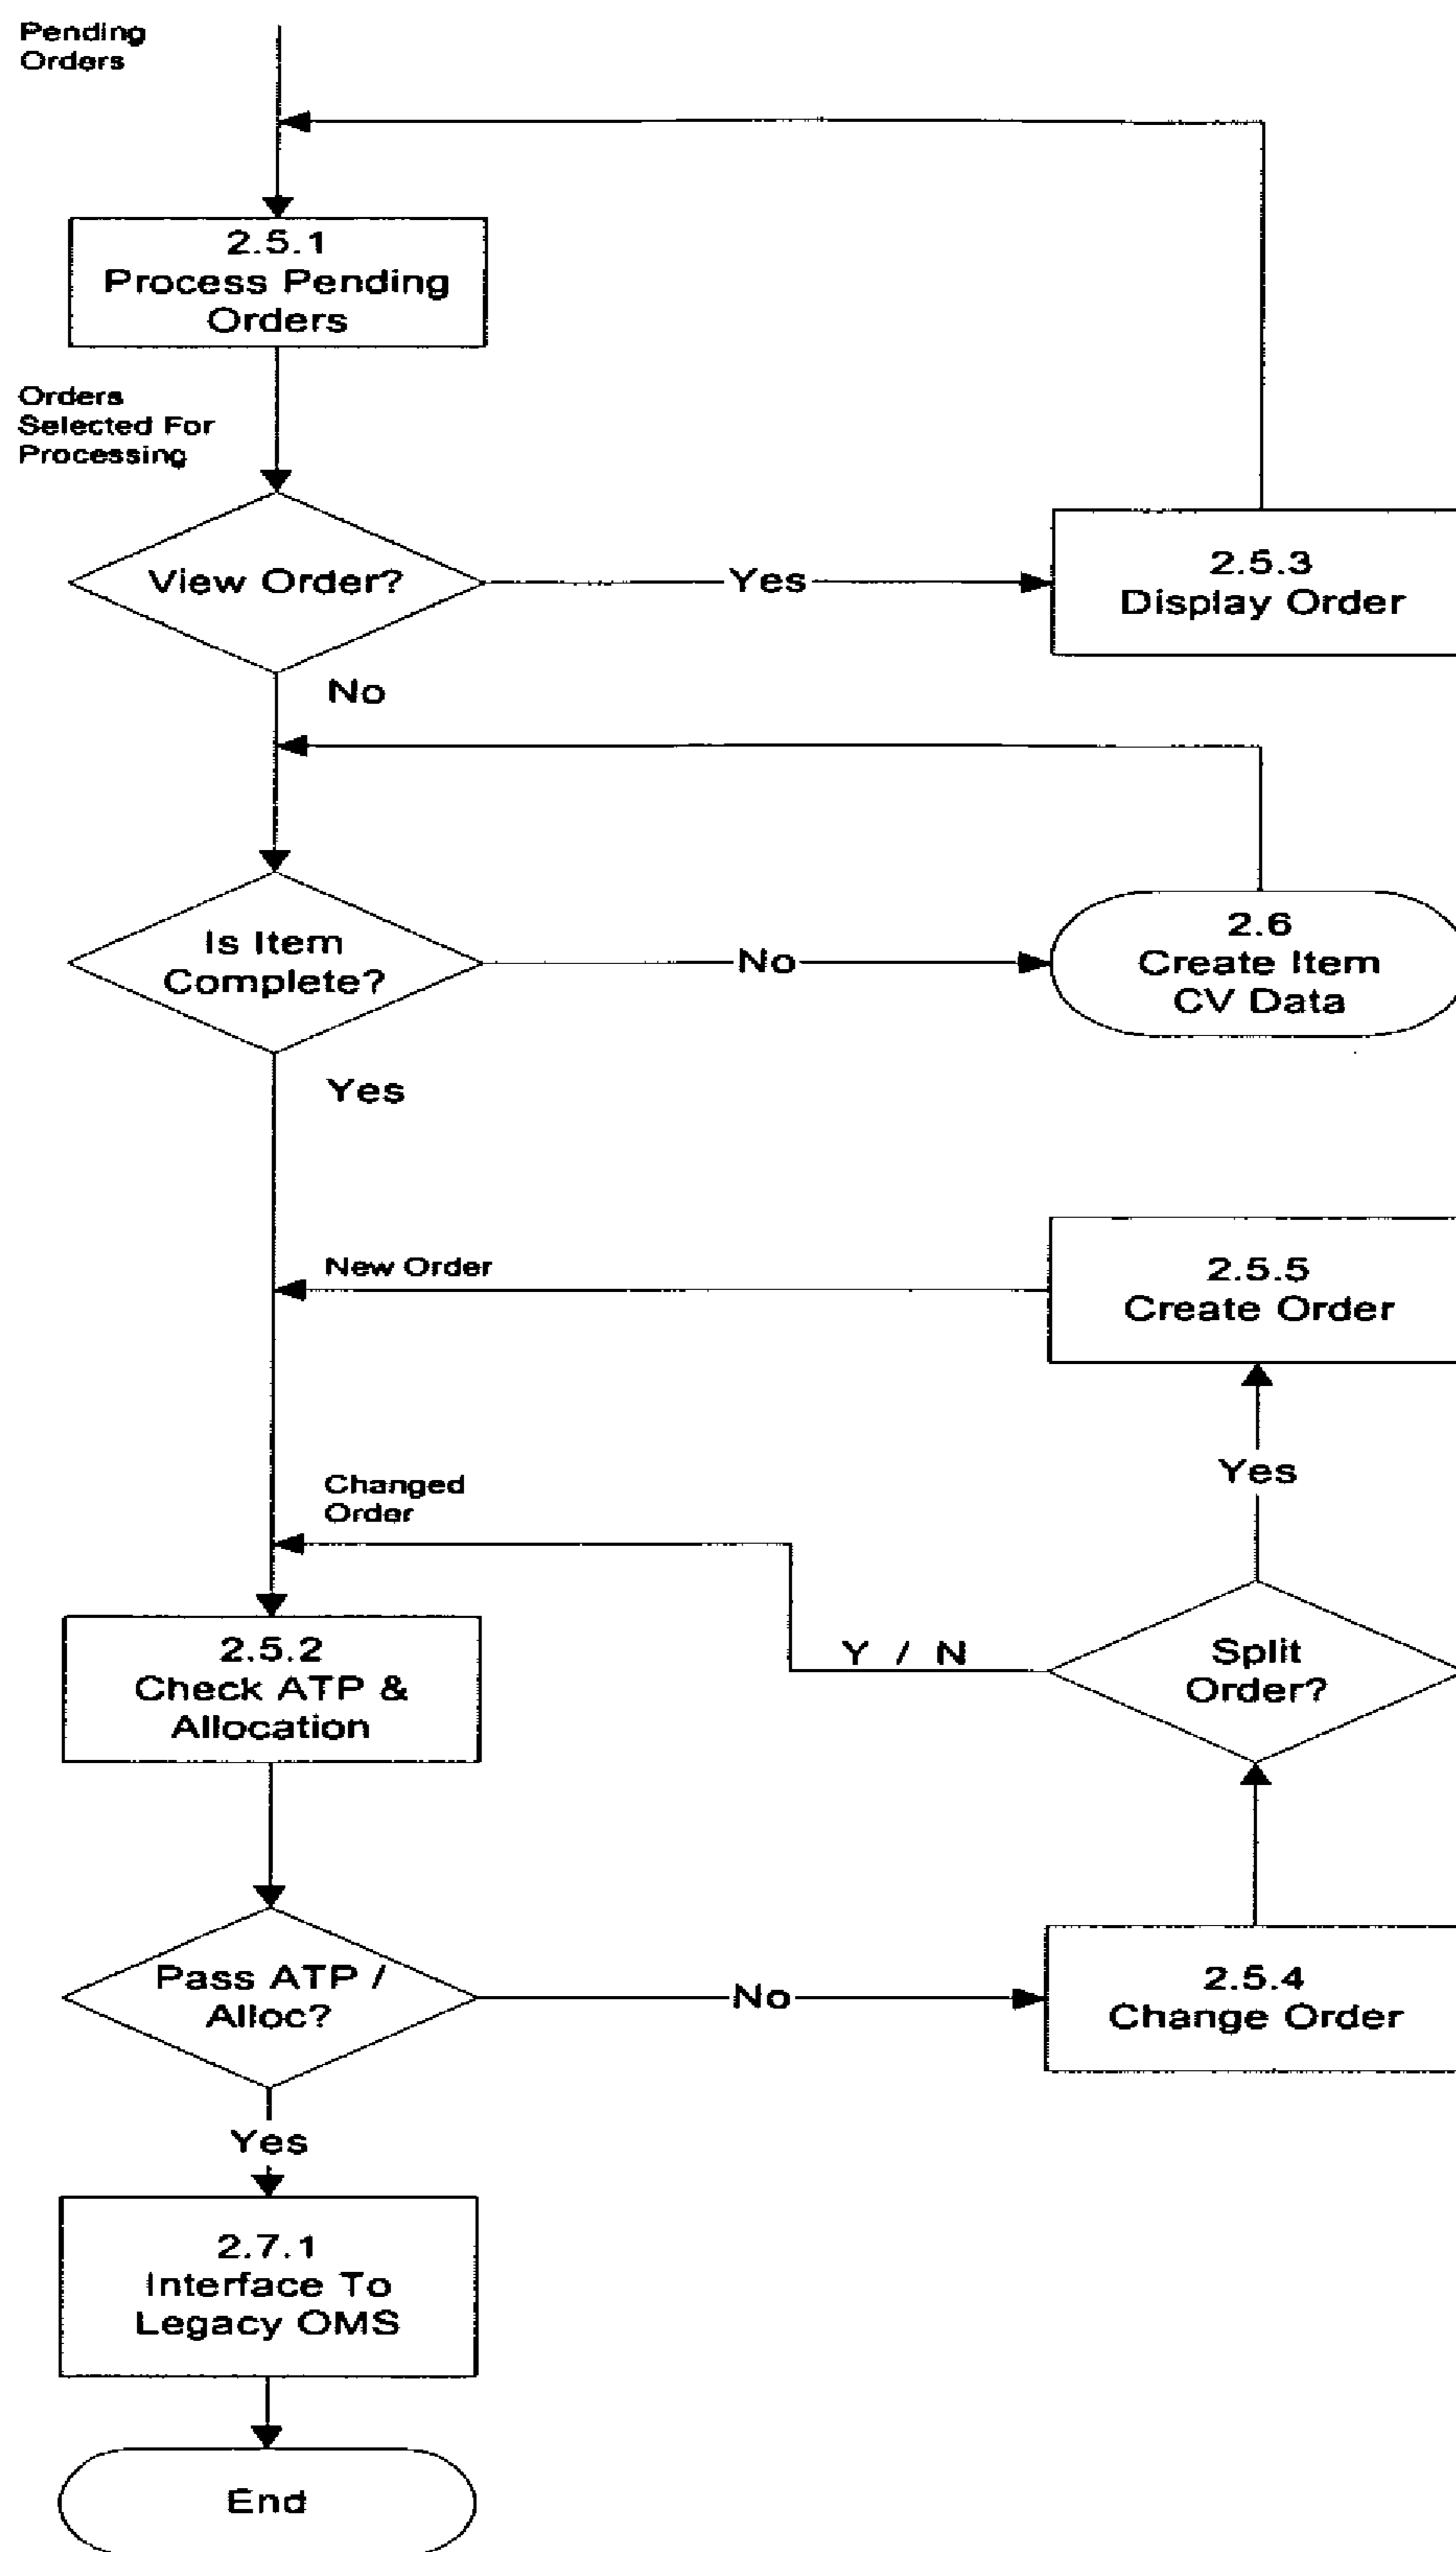 Pending
Orders
2.5.1
Process Pending
Orders
Orders
Selected For
Processing
View Order?
Yes
2.5.3
Display Order
No
Is Item
Complete?
No
2.6
Create Item
CV Data
Yes
New Order
2.5.5
Create Order
Yes
Changed
Order
Y / N
Split
Order?
2.5.2
Check ATP &
Allocation
Pass ATP /
Alloc?
No
2.5.4
Change Order
Yes
2.7.1
Interface To
Legacy OMS
End